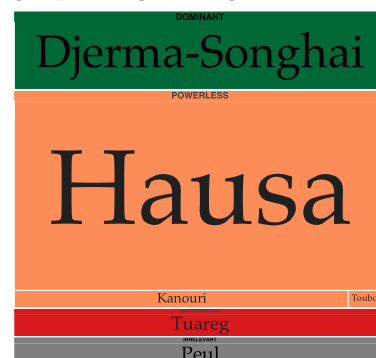 DOMINANT
Djerma-Songhai
POWERLESS
Hausa
Kanouri
Tuareg
IRRELEVANT
Peul